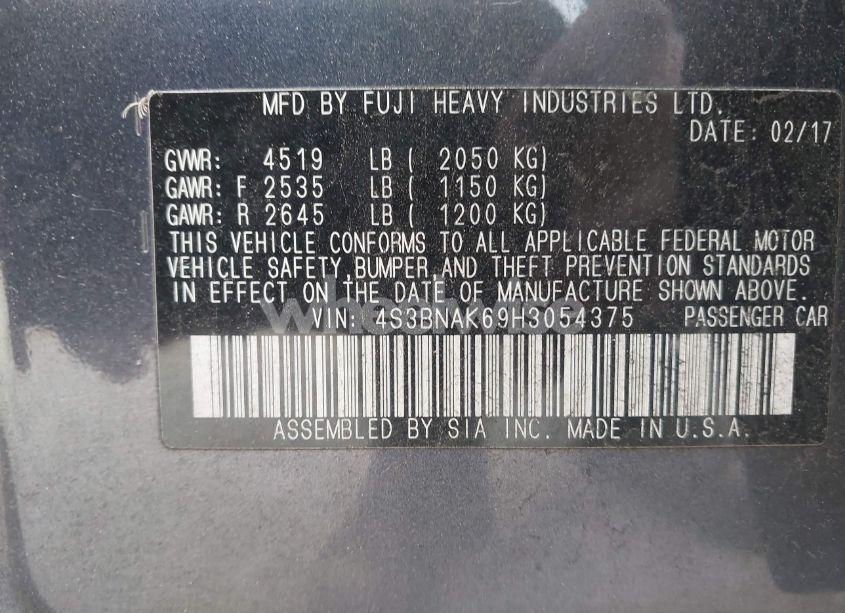 MFD BY FUJI HEAVY INDUSTRIES LTD.
DATE: 02/17
GVWR: 4519 LB ( 2050 KG)
GAWR: F 2535 LB ( 1150 KG)
GAWR: R 2645 LB ( 1200 KG)
THIS VEHICLE CONFORMS TO ALL APPLICABLE FEDERAL MOTOR
VEHICLE SAFETY,BUMPER,AND THEFT PREVENTION STANDARDS
IN EFFECT ON THE DATE OF MANUFACTURE SHOWN ABOVE.
VIN: 4S3BNAK69H3054375 PASSENGER CAR
ASSEMBLED BY SIA INC. MADE IN U.S.A.